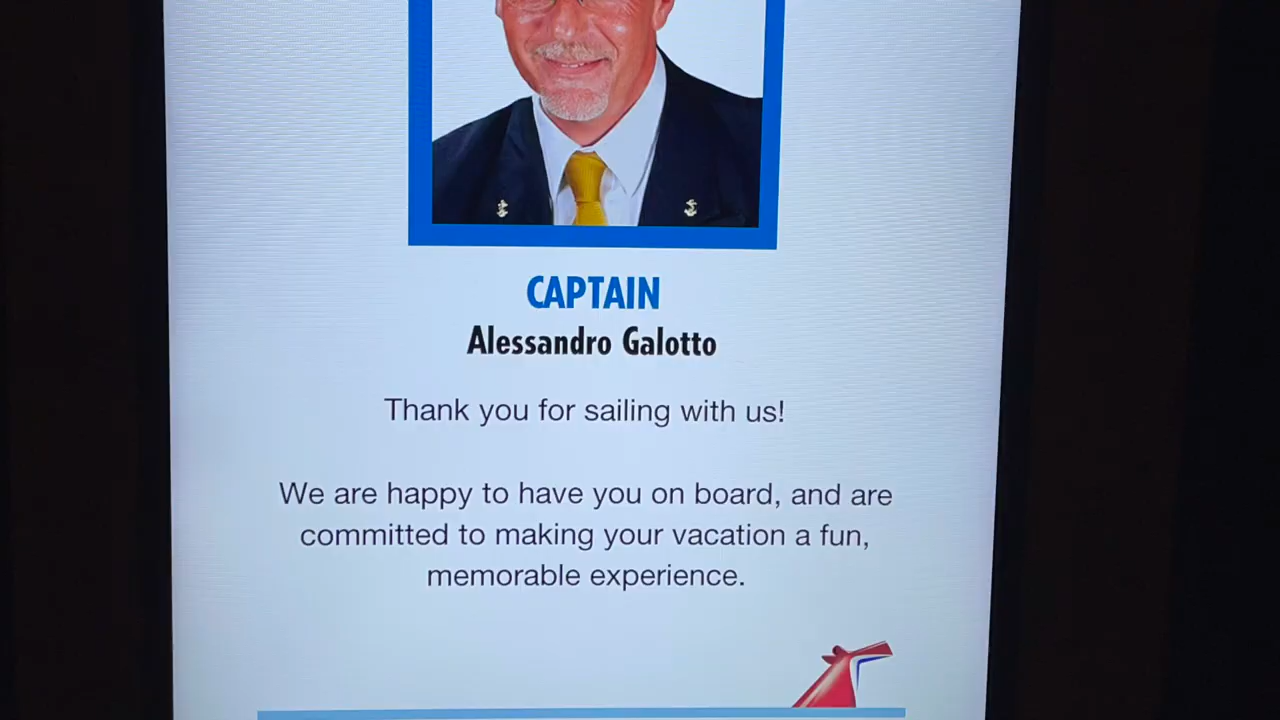 CAPTAIN
Alessandro Galotto
Thank you for sailing with us!
We are happy to have you on board, and are
committed to making your vacation a fun,
memorable experience.